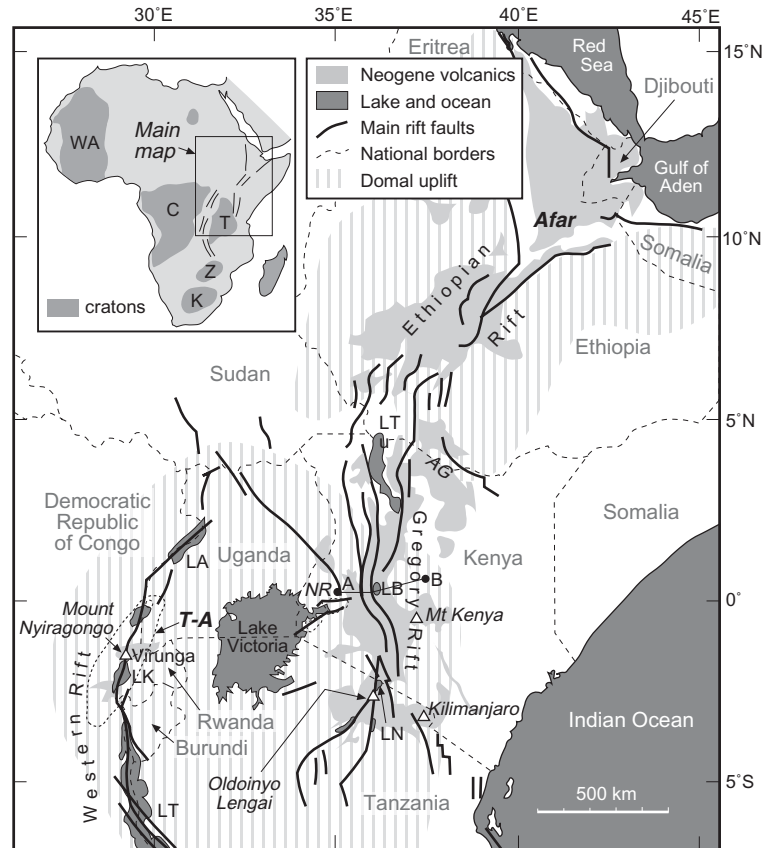 30˚E
35˚E
40˚E
45˚E
15˚N
10˚N
5˚N
0˚
5˚S
Eritrea
Red
Sea
Djibouti
Gulf of
Aden
Neogene volcanics
Lake and ocean
Main rift faults
National borders
Domal uplift
WA
Main
map
C
T
Z
K
cratons
Afar
Somalia
Ethiopian
Rift
Ethiopia
Sudan
LT
u
AG
Democratic
Republic
of Congo
Somalia
Uganda
LA
Gregory Rift
Kenya
NR
A
LB
B
Mount
Nyiragongo
T-A
Lake
Victoria
Mt Kenya
Virunga
LK
Western Rift
Rwanda
Burundi
Kilimanjaro
LN
Indian Ocean
Oldoinyo
Lengai
Tanzania
LT
500 km